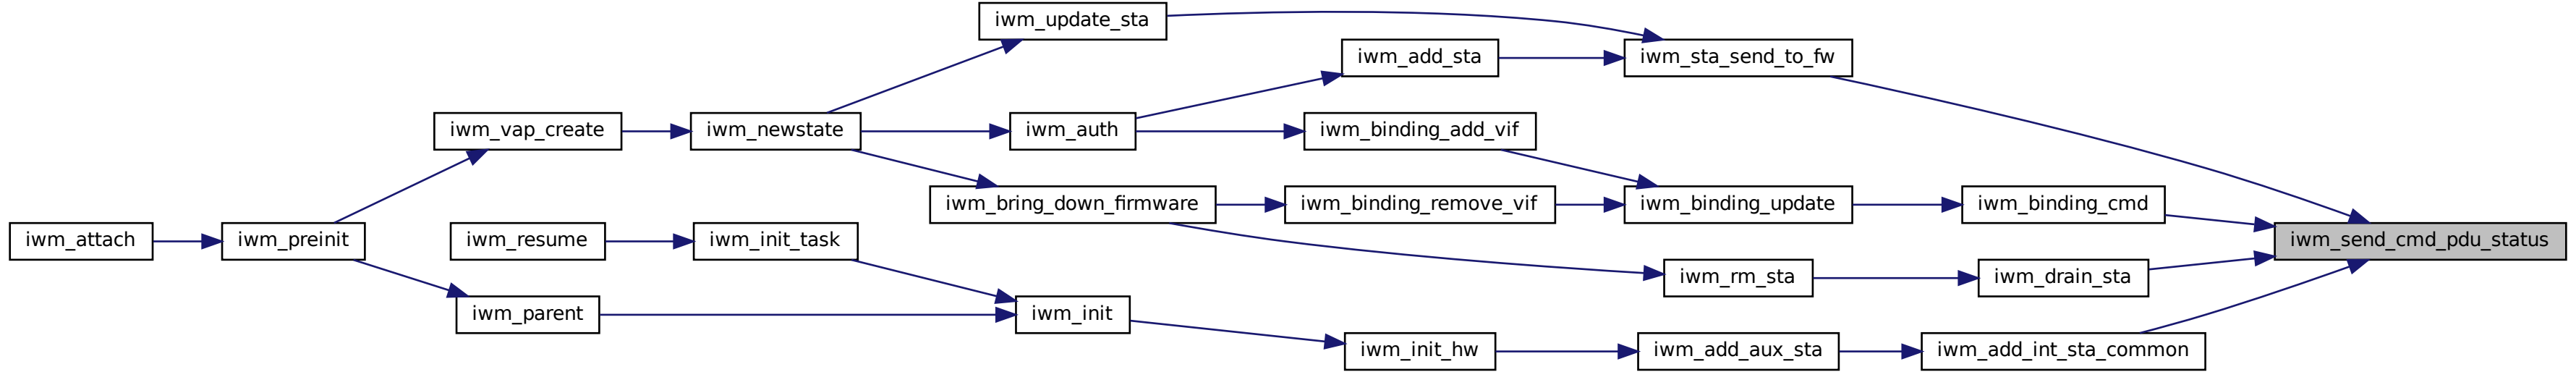 iwm_update_sta
iwm_add_sta
iwm_sta_send_to_fw
iwm_vap_create
iwm_newstate
iwm_auth
iwm_binding_add_vif
iwm_bring_down_firmware
iwm_binding_remove_vif
iwm_binding_update
iwm_binding_cmd
iwm_attach
iwm_preinit
iwm_resume
iwm_init_task
iwm_send_cmd_pdu_status
iwm_rm_sta
iwm_drain_sta
iwm_parent
iwm_init
iwm_init_hw
iwm_add_aux_sta
iwm_add_int_sta_common